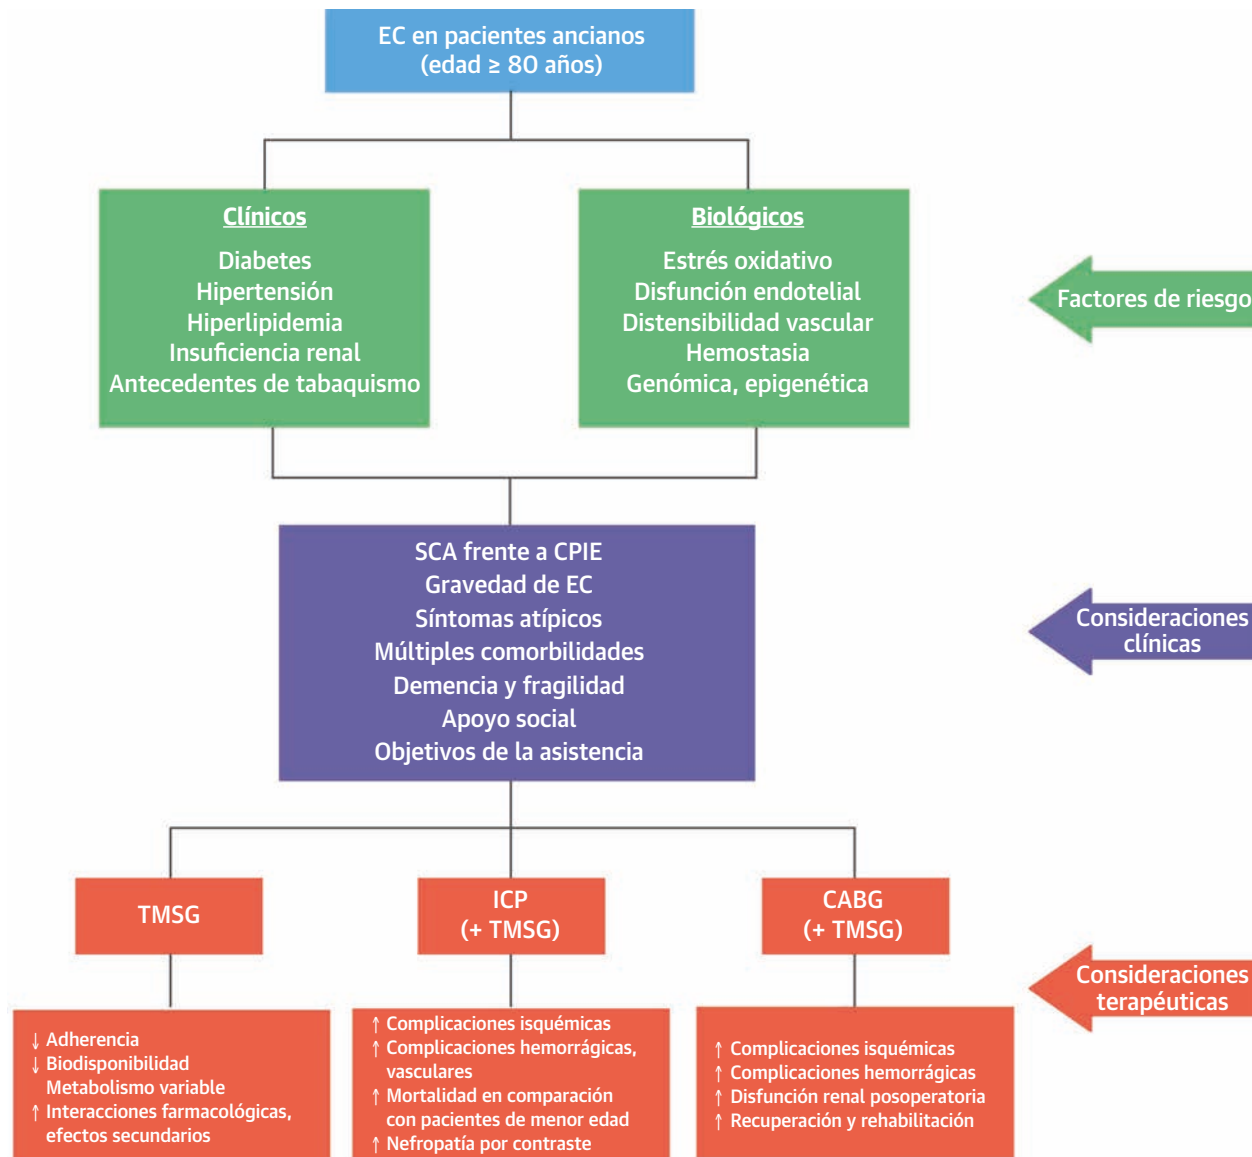 EC en pacientes ancianos
(edad ≥ 80 años)
Clínicos
Diabetes
Hipertensión
Hiperlipidemia
Insuficiencia renal
Antecedentes de tabaquismo
Biológicos
Estrés oxidativo
Disfunción endotelial
Distensibilidad vascular
Hemostasia
Genómica, epigenética
Factores de riesgo
SCA frente a CPIE
Gravedad de EC
Síntomas atípicos
Múltiples comorbilidades
Demencia y fragilidad
Apoyo social
Objetivos de la asistencia
Consideraciones
clínicas
TMSG
ICP
(+ TMSG)
CABG
(+ TMSG)
Consideraciones
terapéuticas
↓ Adherencia
↓ Biodisponibilidad
Metabolismo variable
↑ Interacciones farmacológicas,
efectos secundarios
↑ Complicaciones isquémicas
↑ Complicaciones hemorrágicas,
vasculares
↑ Mortalidad en comparación
con pacientes de menor edad
↑ Nefropatía por contraste
↑ Complicaciones isquémicas
↑ Complicaciones hemorrágicas
↑ Disfunción renal posoperatoria
↑ Recuperación y rehabilitación